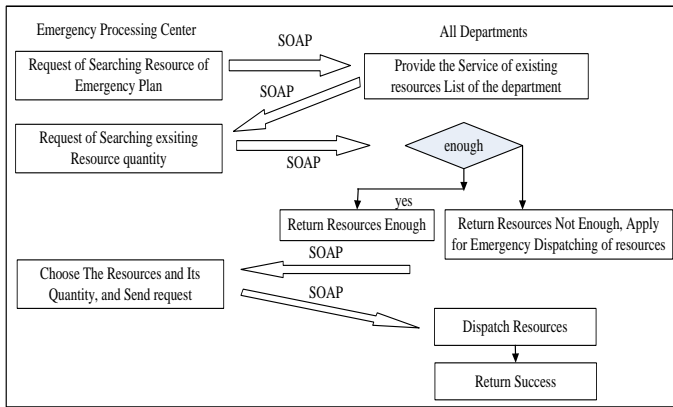 Emergency Processing Center
SOAP
All Departments
Request of Searching Resource of
Emergency Plan
Provide the Service of existing
resources List of the department
SOAP
Request of Searching exsiting
Resource quantity
SOAP
enough
yes
Return Resources Enough
Return Resources Not Enough, Apply
for Emergency Dispatching of resources
SOAP
Choose The Resources and Its
Quantity, and Send request
SOAP
Dispatch Resources
Return Success